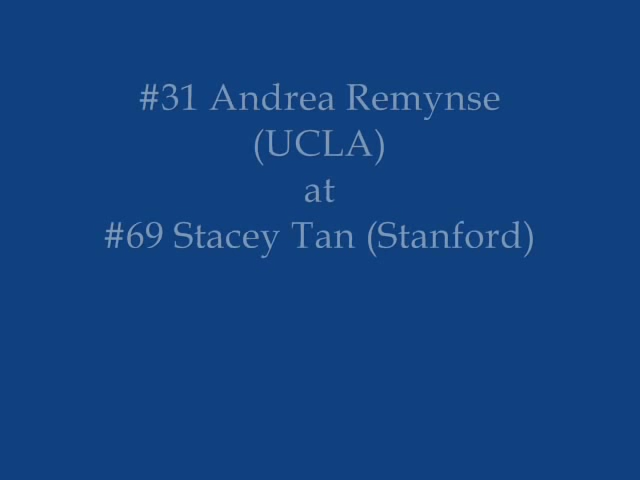 #31 Andrea Remynse
(UCLA)
at
#69 Stacey Tan (Stanford)